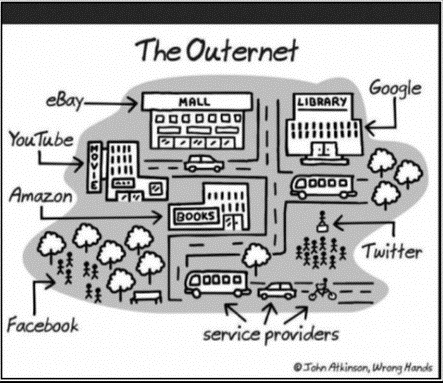 The Outernet
eBay
MALL
LIBRARY
Google
YouTube
MOVIE
Amazon
BOOKS
Twitter
Facebook
service providers
©John Atkinson, Wrong Hands